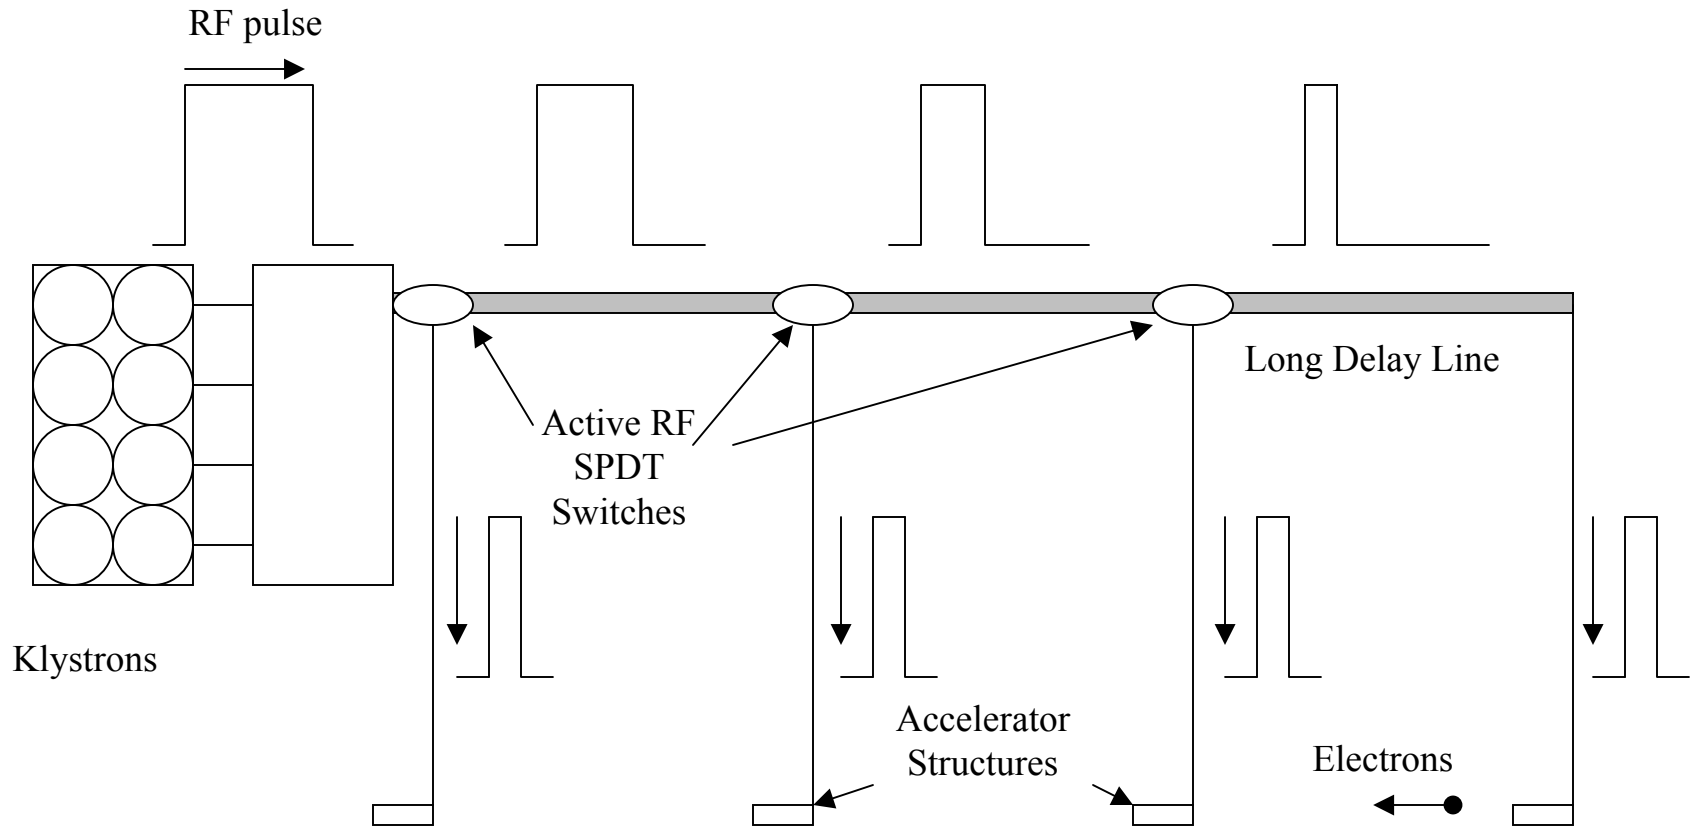 RF pulse
Long Delay Line
Active RF
SPDT
Switches
Klystrons
Accelerator
Structures
Electrons